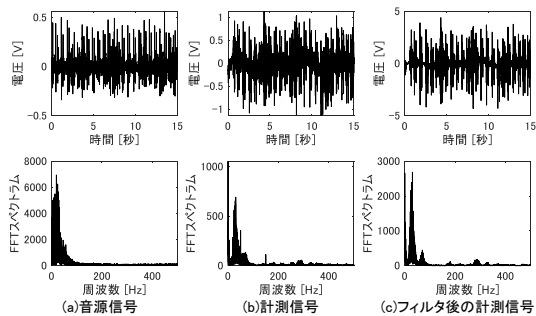 0.5
0
-0.5
電圧 [V]
0
5
10
15
時間 [秒]
1
0.5
0
-0.5
-1
電圧 [V]
0
5
10
15
時間 [秒]
5
0
-5
電圧 [V]
0
5
10
15
時間 [秒]
8000
6000
4000
2000
0
FFTスペクトラム
0
200
400
周波数 [Hz]
(a)音源信号
1000
500
0
FFTスペクトラム
0
200
400
周波数 [Hz]
(b)計測信号
3000
2000
1000
0
FFTスペクトラム
0
200
400
周波数 [Hz]
(c)フィルタ後の計測信号